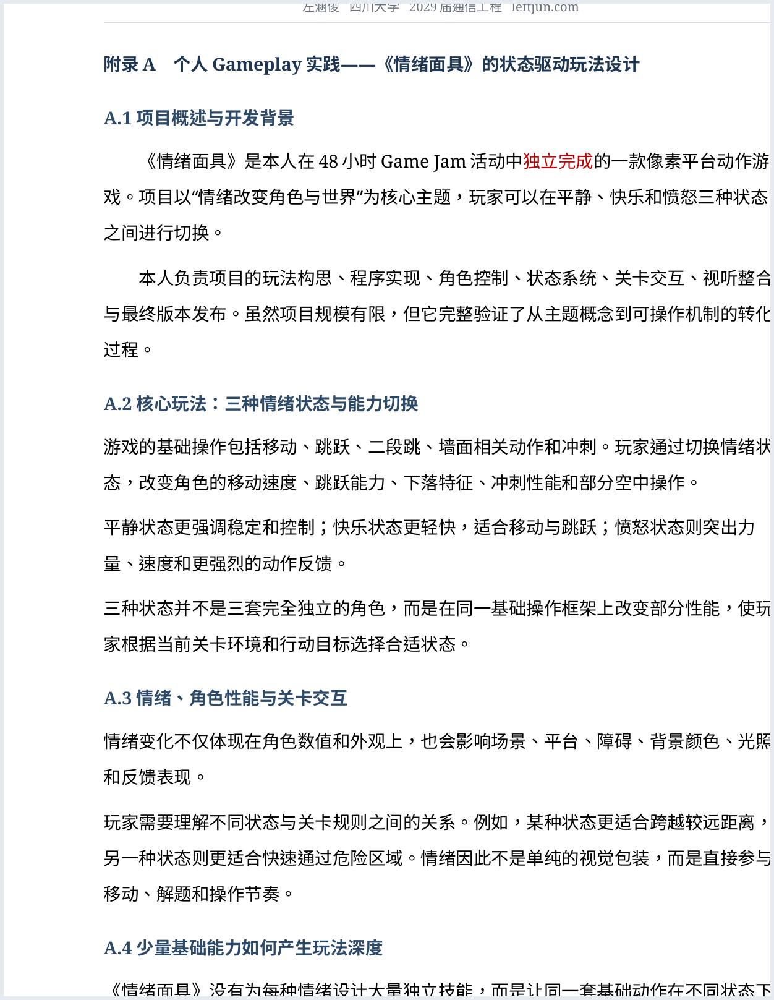 左涵俊 四川大学 2029 届通信工程 leftjun.com
附录 A 个人 Gameplay 实践——《情绪面具》的状态驱动玩法设计
A.1 项目概述与开发背景
《情绪面具》是本人在 48 小时 Game Jam 活动中独立完成的一款像素平台动作游
戏。项目以“情绪改变角色与世界”为核心主题，玩家可以在平静、快乐和愤怒三种状态
之间进行切换。
本人负责项目的玩法构思、程序实现、角色控制、状态系统、关卡交互、视听整合
与最终版本发布。虽然项目规模有限，但它完整验证了从主题概念到可操作机制的转化
过程。
A.2 核心玩法：三种情绪状态与能力切换
游戏的基础操作包括移动、跳跃、二段跳、墙面相关动作和冲刺。玩家通过切换情绪状
态，改变角色的移动速度、跳跃能力、下落特征、冲刺性能和部分空中操作。
平静状态更强调稳定和控制；快乐状态更轻快，适合移动与跳跃；愤怒状态则突出力
量、速度和更强烈的动作反馈。
三种状态并不是三套完全独立的角色，而是在同一基础操作框架上改变部分性能，使玩
家根据当前关卡环境和行动目标选择合适状态。
A.3 情绪、角色性能与关卡交互
情绪变化不仅体现在角色数值和外观上，也会影响场景、平台、障碍、背景颜色、光照
和反馈表现。
玩家需要理解不同状态与关卡规则之间的关系。例如，某种状态更适合跨越较远距离，
另一种状态则更适合快速通过危险区域。情绪因此不是单纯的视觉包装，而是直接参与
移动、解题和操作节奏。
A.4 少量基础能力如何产生玩法深度
《情绪面具》没有为每种情绪设计大量独立技能，而是让同一套基础动作在不同状态下